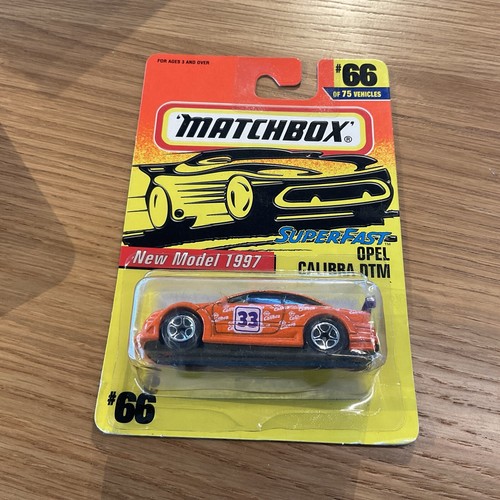 FOR AGES 3 AND OVER
#66
OF 75 VEHICLES
'MATCHBOX'®
SUPERFAST
OPEL
CALIBRA DTM
New Model 1997
33
#66